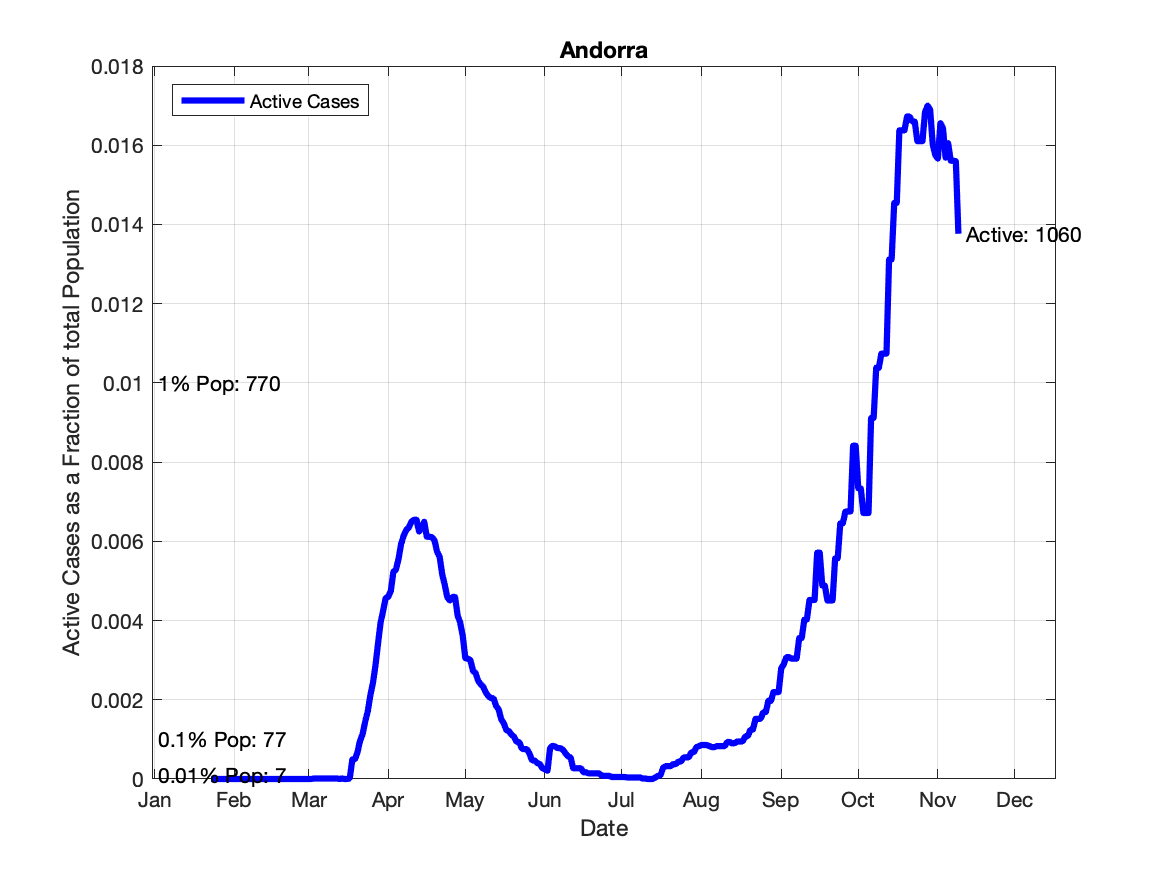 Andorra
Active Cases
0.018
0.016
0.014
0.012
0.01
0.008
0.006
0.004
0.002
0
Active Cases as a Fraction of total Population
Active: 1060
1% Pop: 770
0.1% Pop: 77
0.01% Pop: 7
Jan Feb Mar Apr May Jun Jul Aug Sep Oct Nov Dec
Date